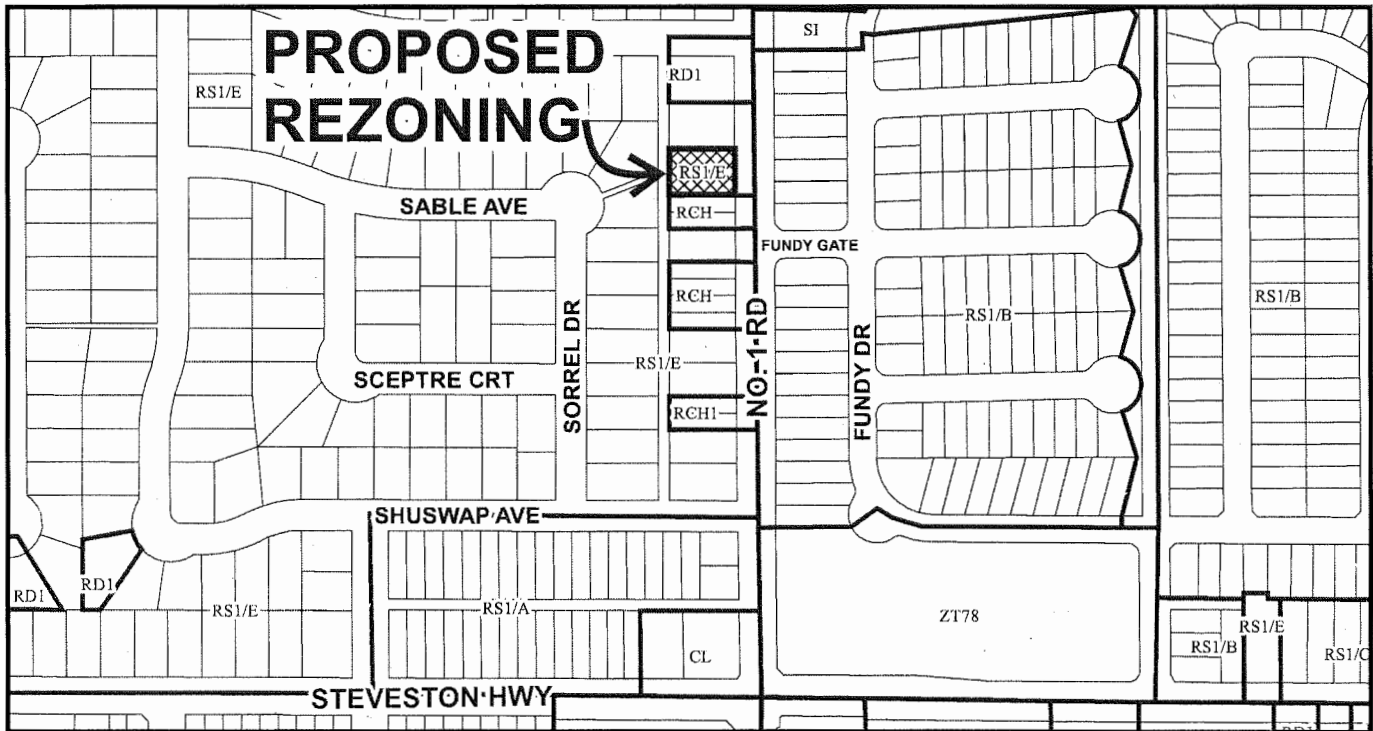 PROPOSED
REZONING
SI
RD1
RS1/E
RS1/E
SABLE AVE
RCH
FUNDY GATE
RCH
NO. 1 RD
RS1/B
RS1/B
SORREL DR
FUNDY DR
RS1/E
SCEPTRE CRT
RCH1
SHUSWAP AVE
RD1
RD1
RS1/E
RS1/A
ZT78
RS1/E
RS1/B
RS1/C
CL
STEVESTON HWY
RD1